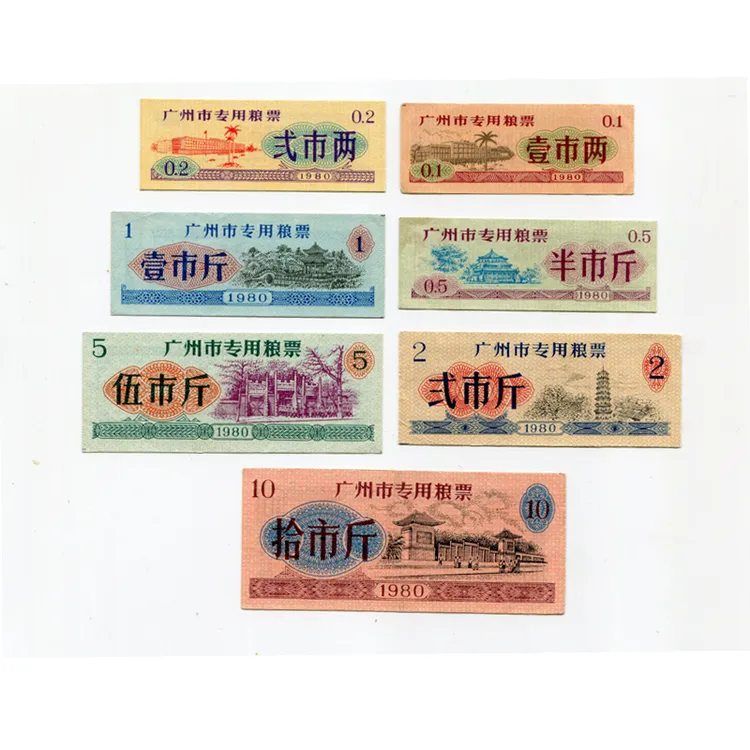 广州市专用粮票 0.2
弍市两
0.2
1980
广州市专用粮票 0.1
壹市两
0.1
1980
1 广州市专用粮票
壹市斤 1
1980
广州市专用粮票 0.5
半市斤
0.5
1980
5 广州市专用粮票
伍市斤 5
1980
2 广州市专用粮票
弍市斤 2
1980
10 广州市专用粮票
拾市斤 10
1980